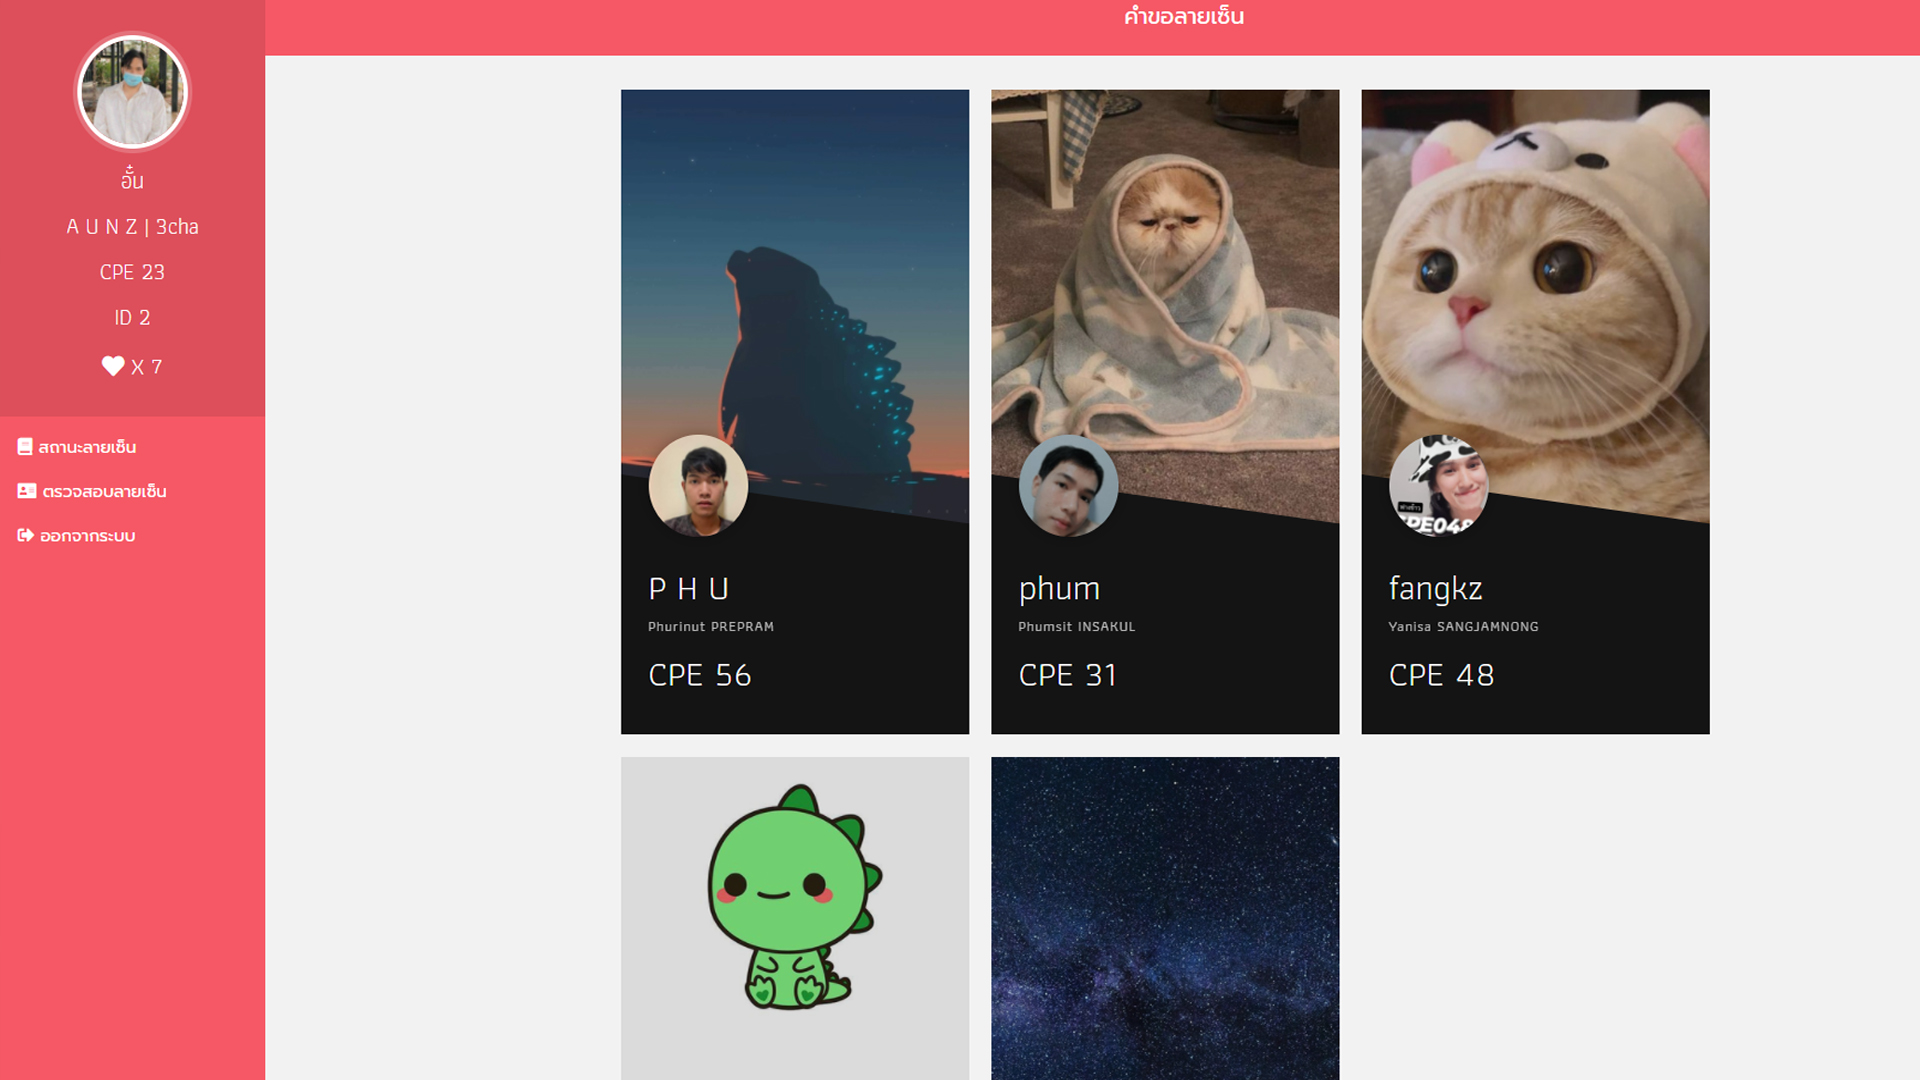 คำขอลายเซ็น
อั๋น
A U N Z | 3cha
CPE 23
ID 2
X 7
สถานะลายเซ็น
ตรวจสอบลายเซ็น
ออกจากระบบ
P H U
Phurinut PREPRAM
CPE 56
phum
Phumsit INSAKUL
CPE 31
CPE048
fangkz
Yanisa SANGJAMNONG
CPE 48